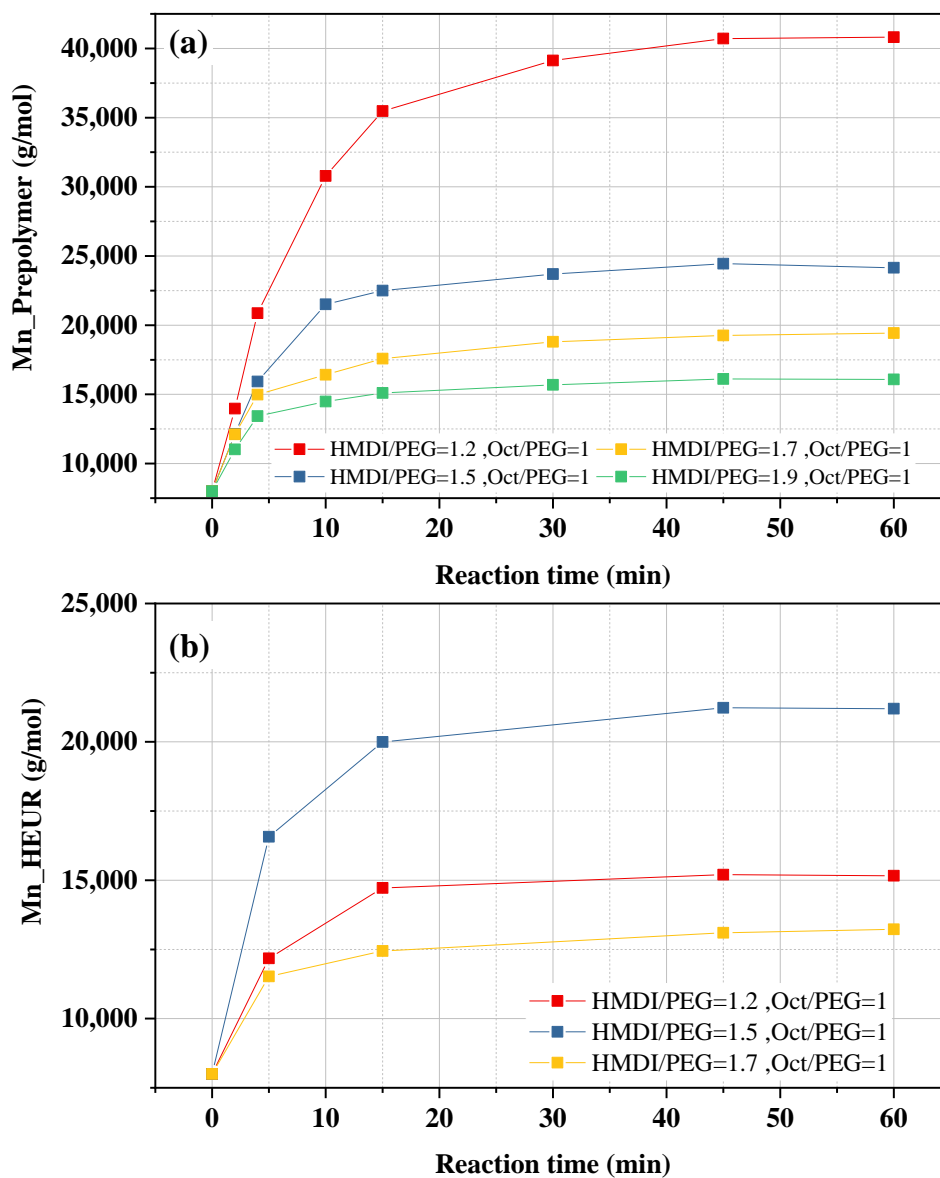 (a)
Mn_Prepolymer (g/mol)
40,000
35,000
30,000
25,000
20,000
15,000
10,000
HMDI/PEG=1.2 ,Oct/PEG=1
HMDI/PEG=1.7 ,Oct/PEG=1
HMDI/PEG=1.5 ,Oct/PEG=1
HMDI/PEG=1.9 ,Oct/PEG=1
0 10 20 30 40 50 60
Reaction time (min)
(b)
Mn_HEUR (g/mol)
25,000
20,000
15,000
10,000
HMDI/PEG=1.2 ,Oct/PEG=1
HMDI/PEG=1.5 ,Oct/PEG=1
HMDI/PEG=1.7 ,Oct/PEG=1
0 10 20 30 40 50 60
Reaction time (min)